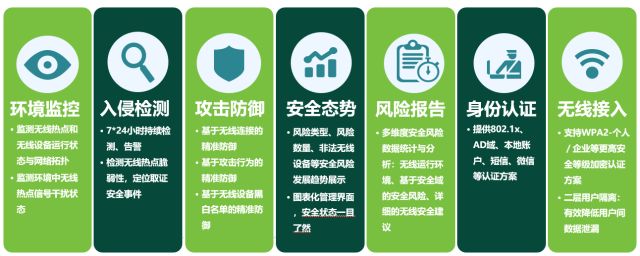 环境监控
• 监测无线热点和
无线设备运行状
态与网络拓扑
• 监测环境中无线
热点信号干扰状
态
入侵检测
• 7*24小时持续检
测、告警
• 检测无线热点脆
弱性，定位取证
安全事件
攻击防御
• 基于无线连接的
精准防御
• 基于攻击行为的
精准防御
• 基于无线设备黑
白名单的精准防
御
安全态势
• 风险类型、风险
数量、非法无线
设备等安全风险
发展趋势展示
• 图表化管理界面
，安全状态一目
了然
风险报告
• 多维度安全风险
数据统计与分
析：无线运行环
境、基于安全域
的安全风险、详
细的无线安全建
议
身份认证
• 提供802.1x、
AD域、本地账
户、短信、微信
等认证方案
无线接入
• 支持WPA2-个人
/ 企业等更高安
全等级加密认证
方案
• 二层用户隔离：
有效降低用户间
数据泄漏